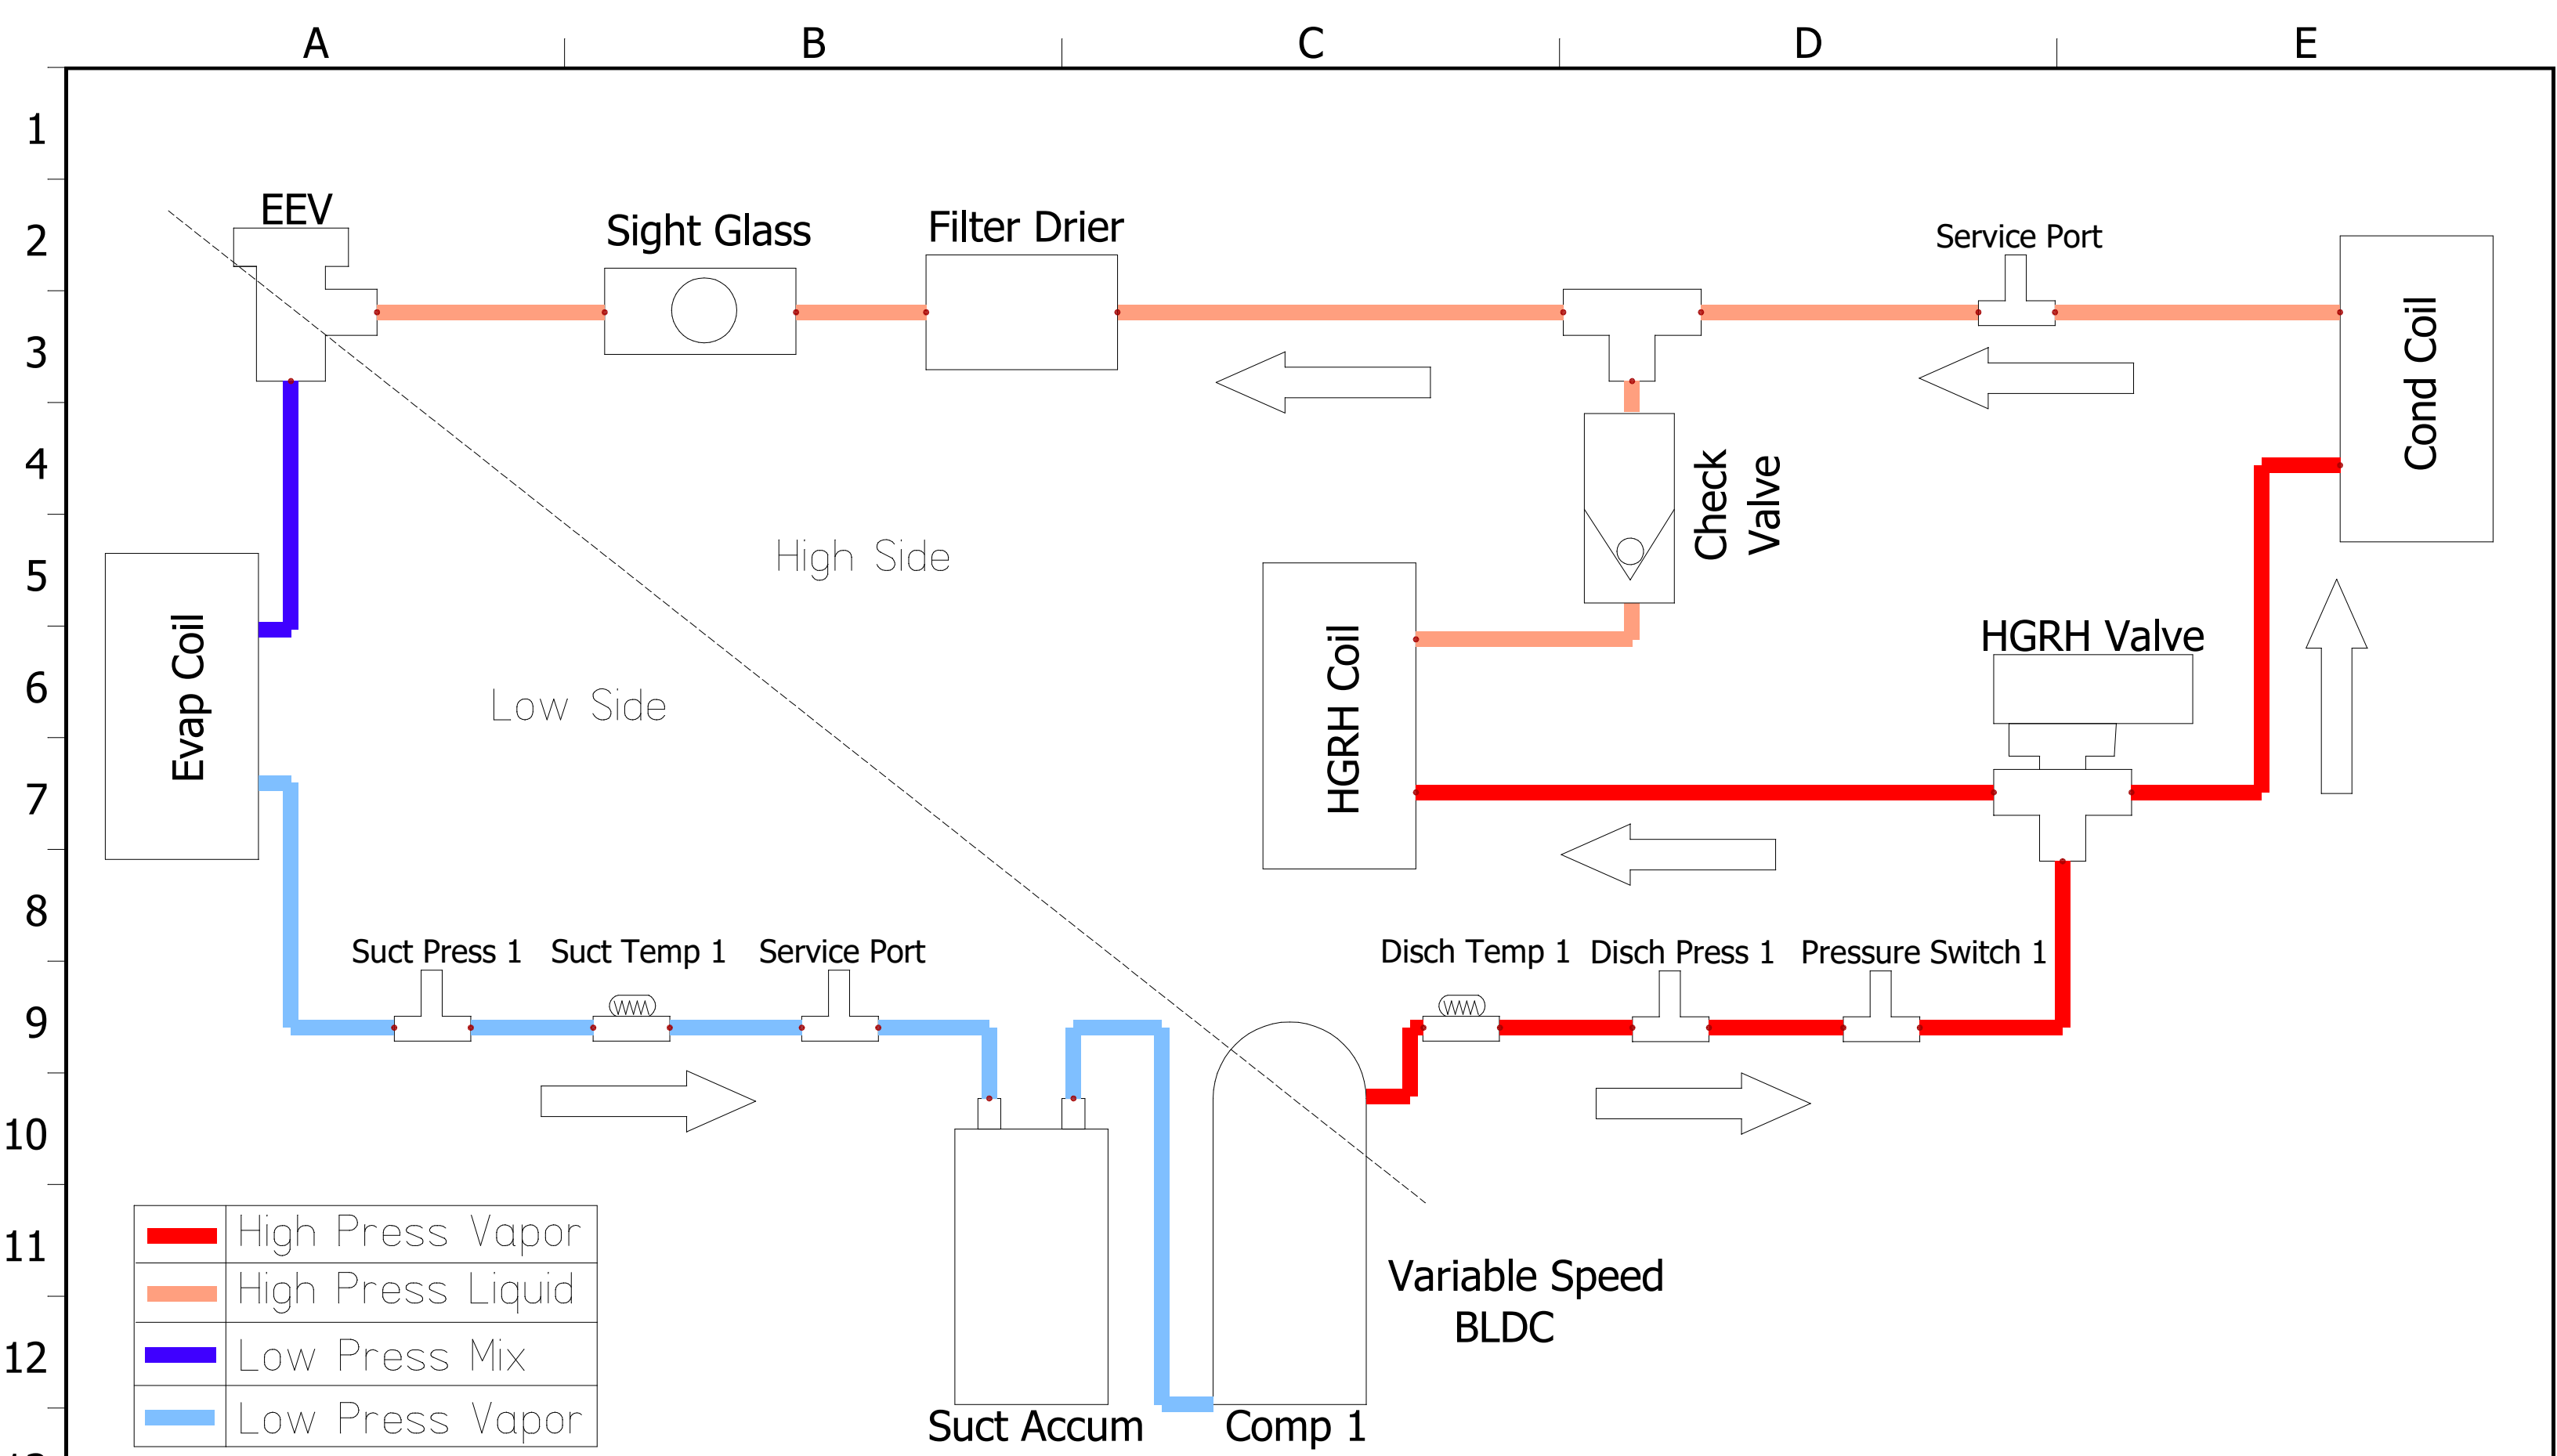 A B C D E
1
2
3
4
5
6
7
8
9
10
11
12
EEV
Sight Glass
Filter Drier
Service Port
Cond Coil
Check
Valve
High Side
Low Side
Evap Coil
HGRH Coil
HGRH Valve
Suct Press 1
Suct Temp 1
Service Port
Disch Temp 1
Disch Press 1
Pressure Switch 1
High Press Vapor
High Press Liquid
Low Press Mix
Low Press Vapor
Variable Speed
BLDC
Suct Accum
Comp 1